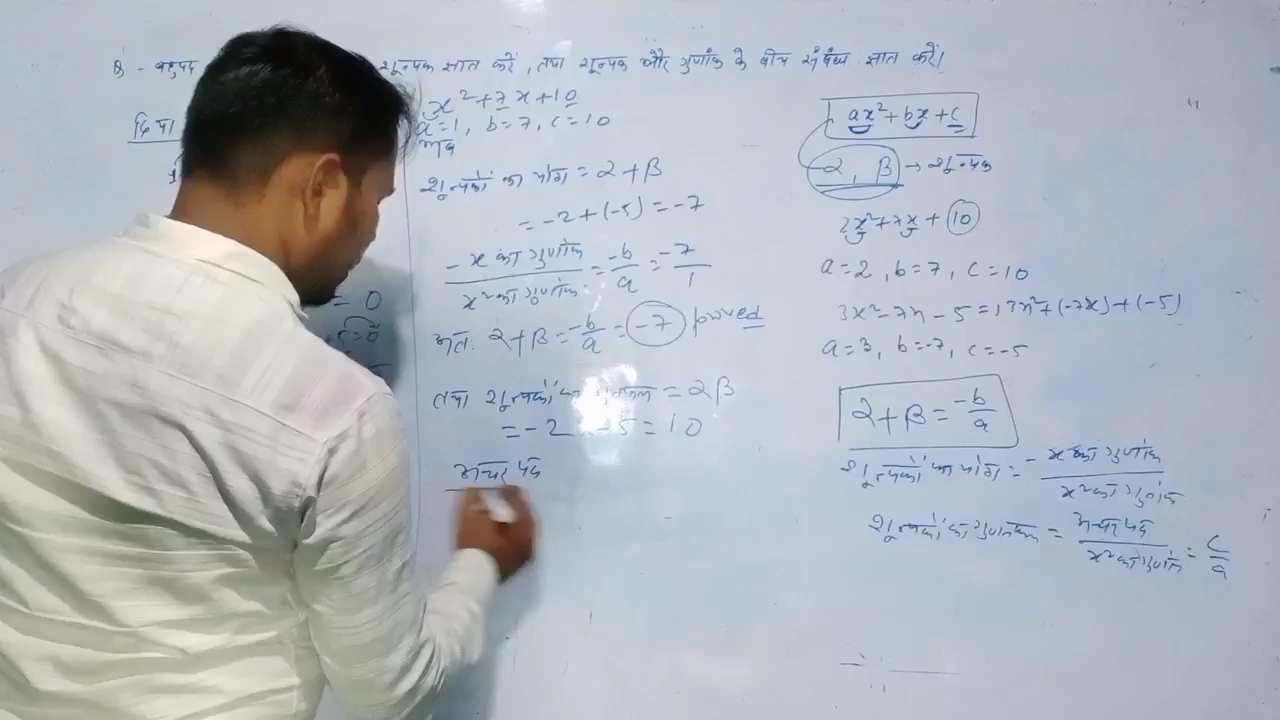 Q - बहुपद शून्यक ज्ञात करें, तथा शून्यक और गुणांक के बीच संबंध ज्ञात करें।
दिया
x²+7x+10
a=1, b=7, c=10
अब
शून्यकों का योग = α+β
= -2+(-5) = -7
-x का गुणांक / x² का गुणांक = -b/a = -7/1
अतः α+β = -b/a = -7 proved
तथा शून्यकों का गुणनफल = αβ
= -2 x -5 = 10
अचर पद
= 0
ax²+bx+c
α, β → शून्यक
2x²+7x+10
a=2, b=7, c=10
3x²-7x-5 = 3x²+(-7x)+(-5)
a=3, b=-7, c=-5
α+β = -b/a
शून्यकों का योग = -x का गुणांक / x² का गुणांक
शून्यकों का गुणनफल = अचर पद / x² का गुणांक = c/a